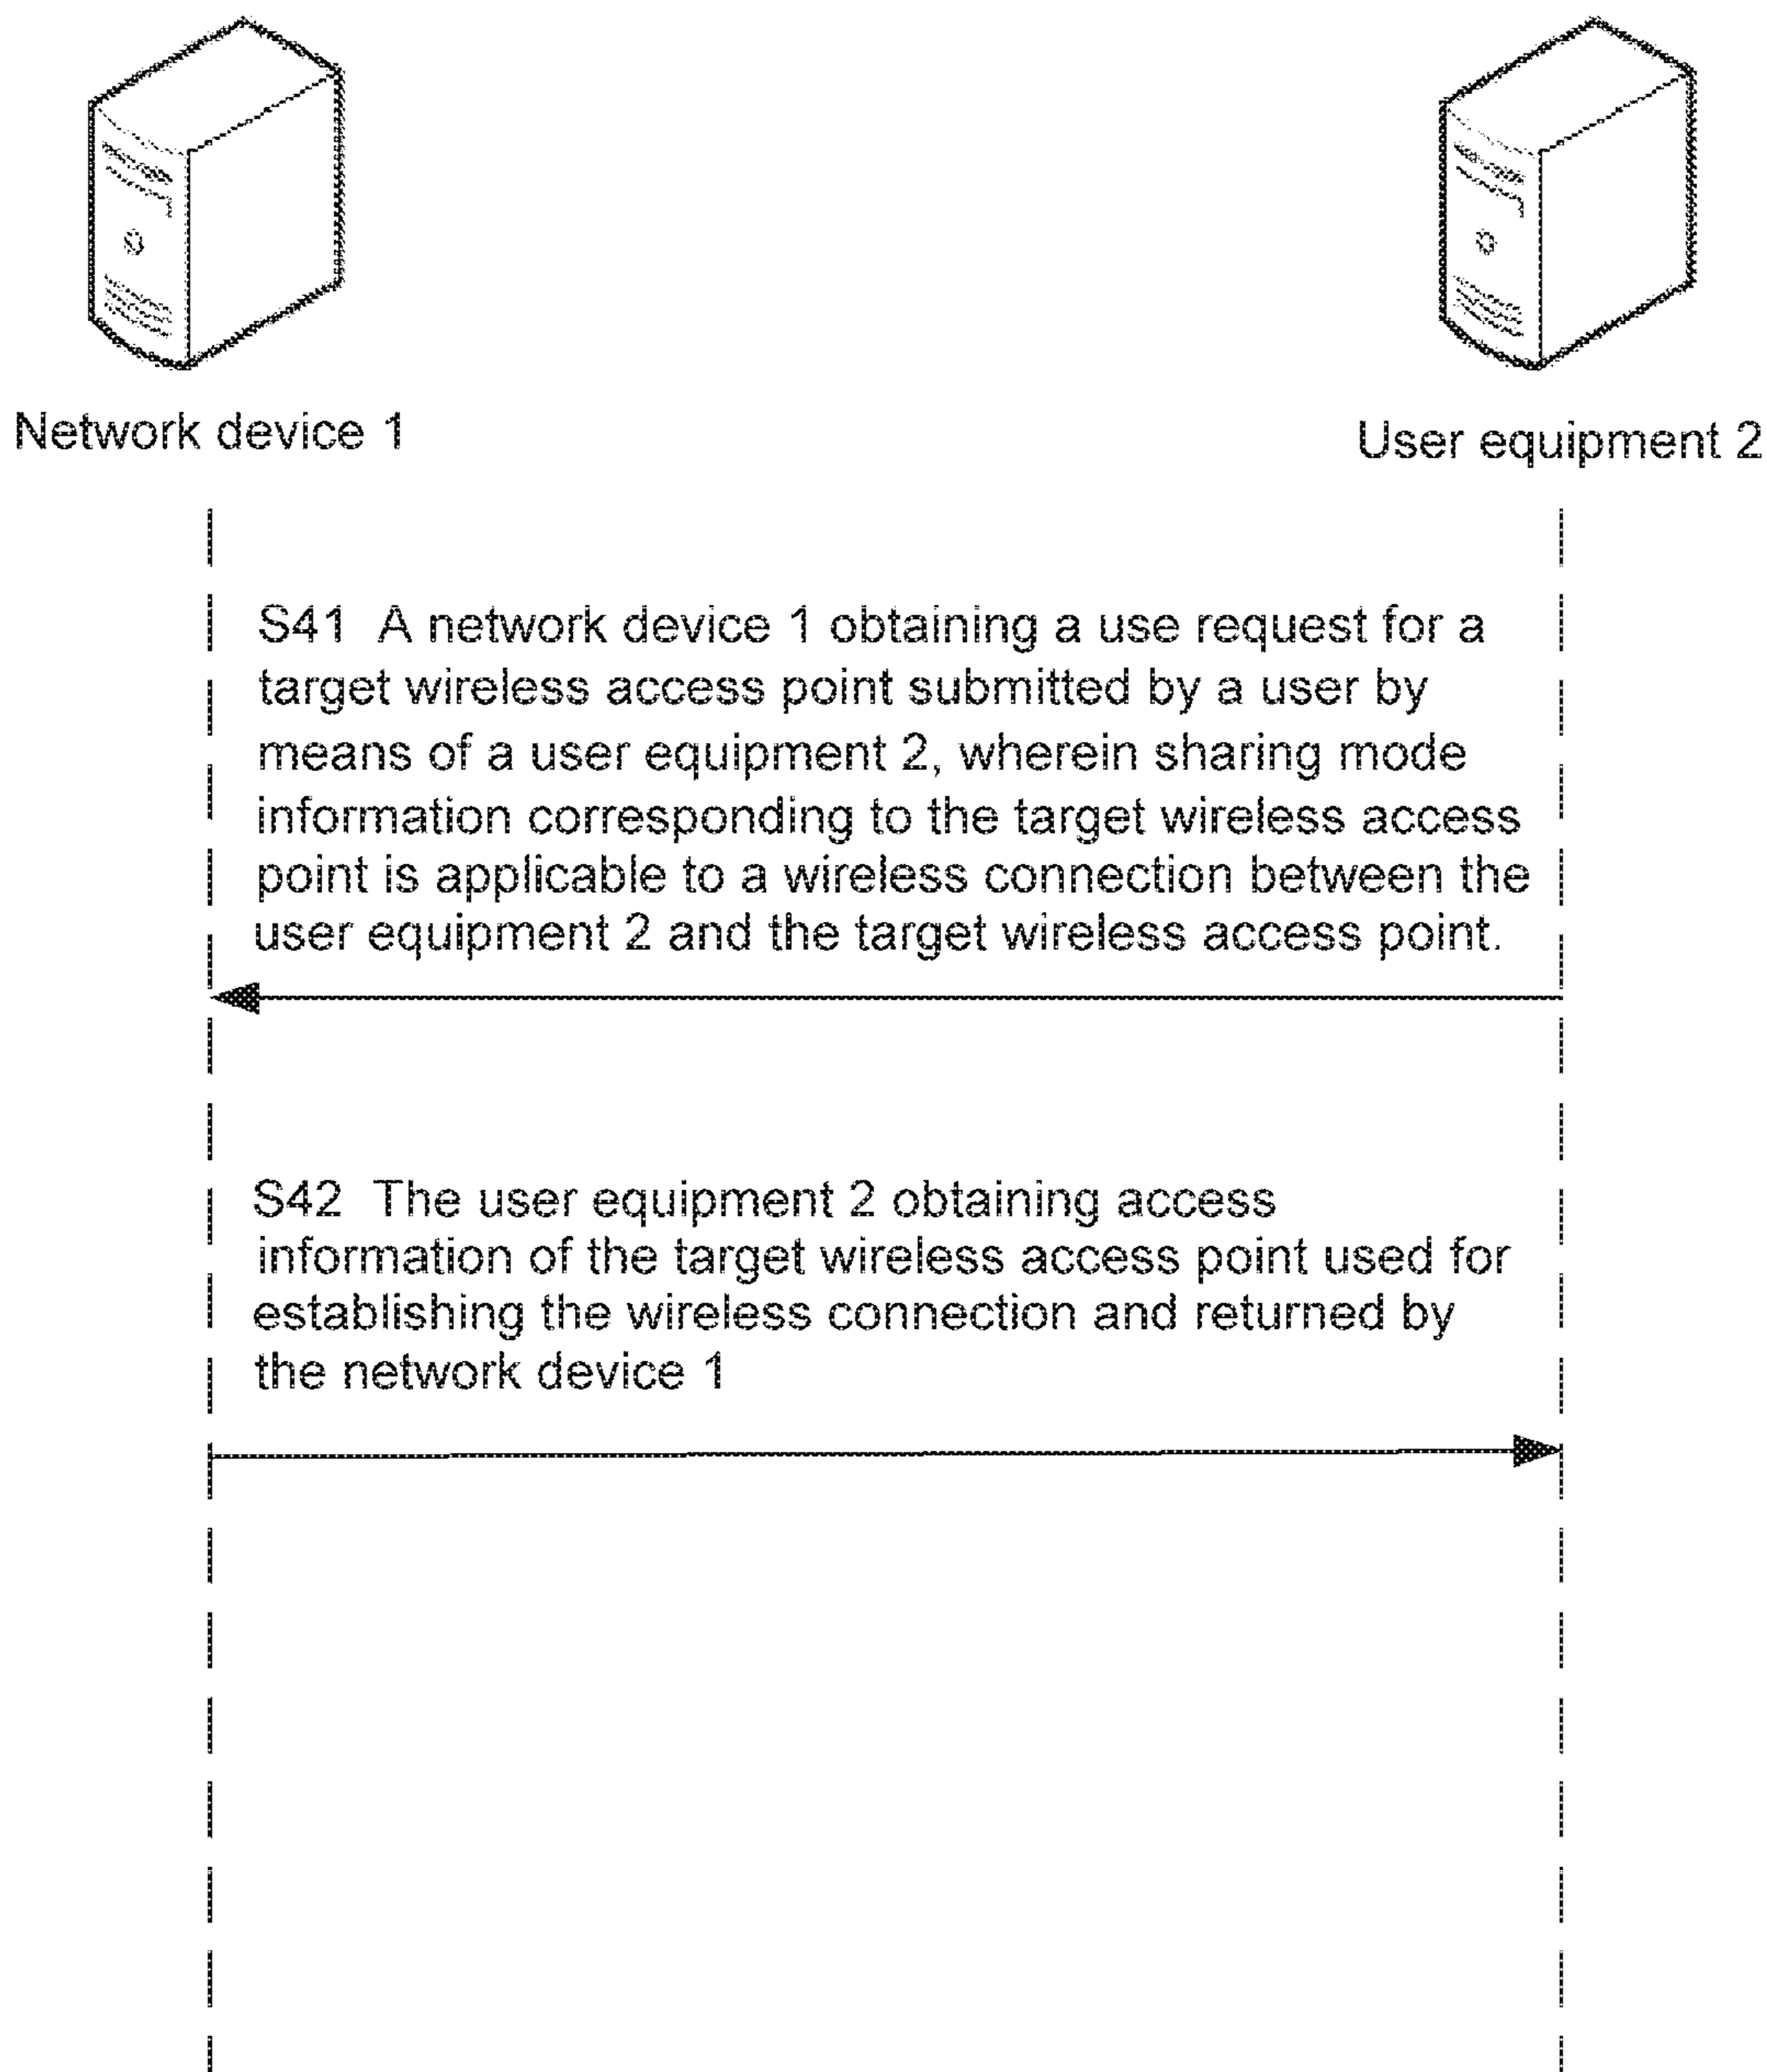 Network device 1
User equipment 2
S41 A network device 1 obtaining a use request for a
target wireless access point submitted by a user by
means of a user equipment 2, wherein sharing mode
information corresponding to the target wireless access
point is applicable to a wireless connection between the
user equipment 2 and the target wireless access point.
S42 The user equipment 2 obtaining access
information of the target wireless access point used for
establishing the wireless connection and returned by
the network device 1